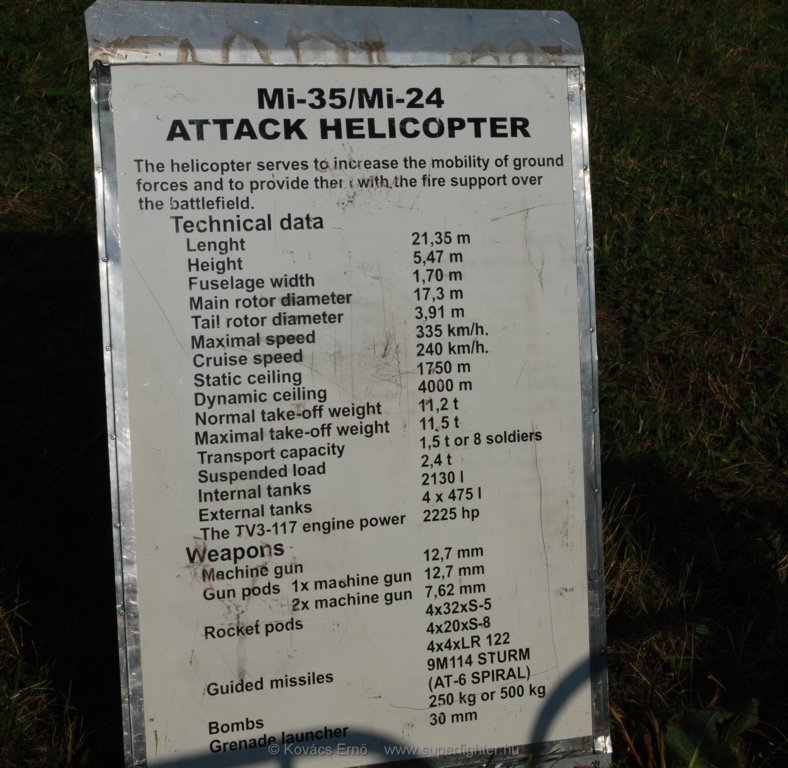 Mi-35/Mi-24
ATTACK HELICOPTER
The helicopter serves to increase the mobility of ground
forces and to provide with the fire support over
the battlefield.
Technical data
Lenght 21,35 m
Height 5,47 m
Fuselage width 1,70 m
Main rotor diameter 17,3 m
Tail rotor diameter 3,91 m
Maximal speed 335 km/h.
Cruise speed 240 km/h.
Static ceiling 1750 m
Dynamic ceiling 4000 m
Normal take-off weight 11,2 t
Maximal take-off weight 11,5 t
Transport capacity 1,5 t or 8 soldiers
Suspended load 2,4 t
Internal tanks 2130 l
External tanks 4 x 475 l
The TV3-117 engine power 2225 hp
Weapons
Machine gun 12,7 mm
Gun pods 1x machine gun 12,7 mm
2x machine gun 7,62 mm
Rocket pods 4x32xS-5
4x20xS-8
4x4xLR 122
Guided missiles 9M114 STURM
(AT-6 SPIRAL)
Bombs 250 kg or 500 kg
Grenade launcher 30 mm
© Kovács Ernő www.superfighter.hu